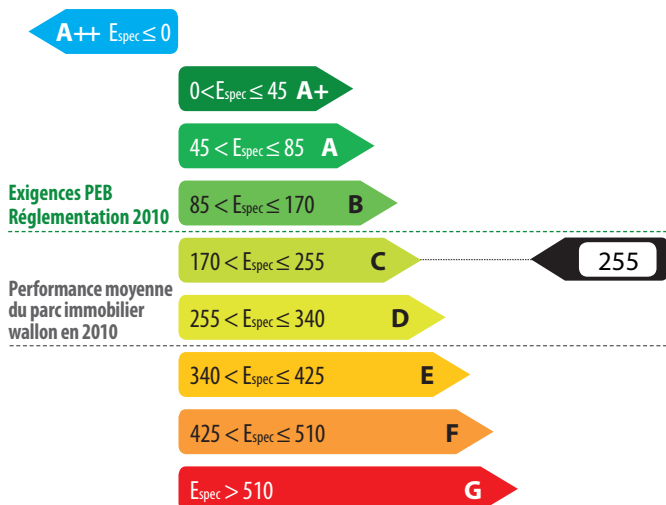 A++ Espec ≤ 0
0 < Espec ≤ 45 A+
45 < Espec ≤ 85 A
Exigences PEB
Réglementation 2010
85 < Espec ≤ 170 B
170 < Espec ≤ 255 C
255
Performance moyenne
du parc immobilier
wallon en 2010
255 < Espec ≤ 340 D
340 < Espec ≤ 425 E
425 < Espec ≤ 510 F
Espec > 510 G